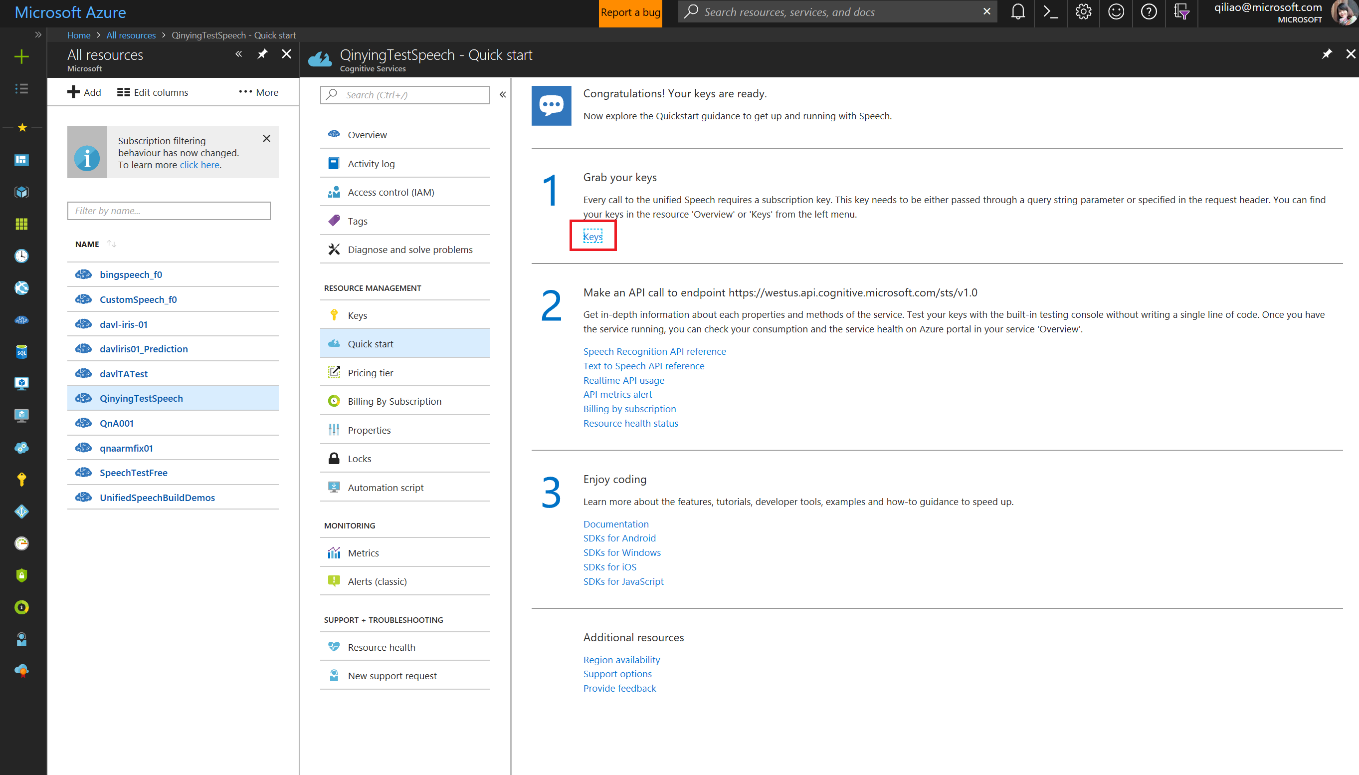 Microsoft Azure
Report a bug
Search resources, services, and docs
qiliao@microsoft.com
MICROSOFT
Home > All resources > QinyingTestSpeech - Quick start
All resources
Microsoft
Add
Edit columns
More
Subscription filtering
behaviour has now changed.
To learn more click here.
Filter by name...
NAME
bingspeech_f0
CustomSpeech_f0
davl-iris-01
davliris01_Prediction
davlTATest
QinyingTestSpeech
QnA001
qnaarmfix01
SpeechTestFree
UnifiedSpeechBuildDemos
QinyingTestSpeech - Quick start
Cognitive Services
Search (Ctrl+/)
Overview
Activity log
Access control (IAM)
Tags
Diagnose and solve problems
RESOURCE MANAGEMENT
Keys
Quick start
Pricing tier
Billing By Subscription
Properties
Locks
Automation script
MONITORING
Metrics
Alerts (classic)
SUPPORT + TROUBLESHOOTING
Resource health
New support request
Congratulations! Your keys are ready.
Now explore the Quickstart guidance to get up and running with Speech.
1
Grab your keys
Every call to the unified Speech requires a subscription key. This key needs to be either passed through a query string parameter or specified in the request header. You can find
your keys in the resource 'Overview' or 'Keys' from the left menu.
Keys
2
Make an API call to endpoint https://westus.api.cognitive.microsoft.com/sts/v1.0
Get in-depth information about each properties and methods of the service. Test your keys with the built-in testing console without writing a single line of code. Once you have
the service running, you can check your consumption and the service health on Azure portal in your service 'Overview'.
Speech Recognition API reference
Text to Speech API reference
Realtime API usage
API metrics alert
Billing by subscription
Resource health status
3
Enjoy coding
Learn more about the features, tutorials, developer tools, examples and how-to guidance to speed up.
Documentation
SDKs for Android
SDKs for Windows
SDKs for iOS
SDKs for JavaScript
Additional resources
Region availability
Support options
Provide feedback